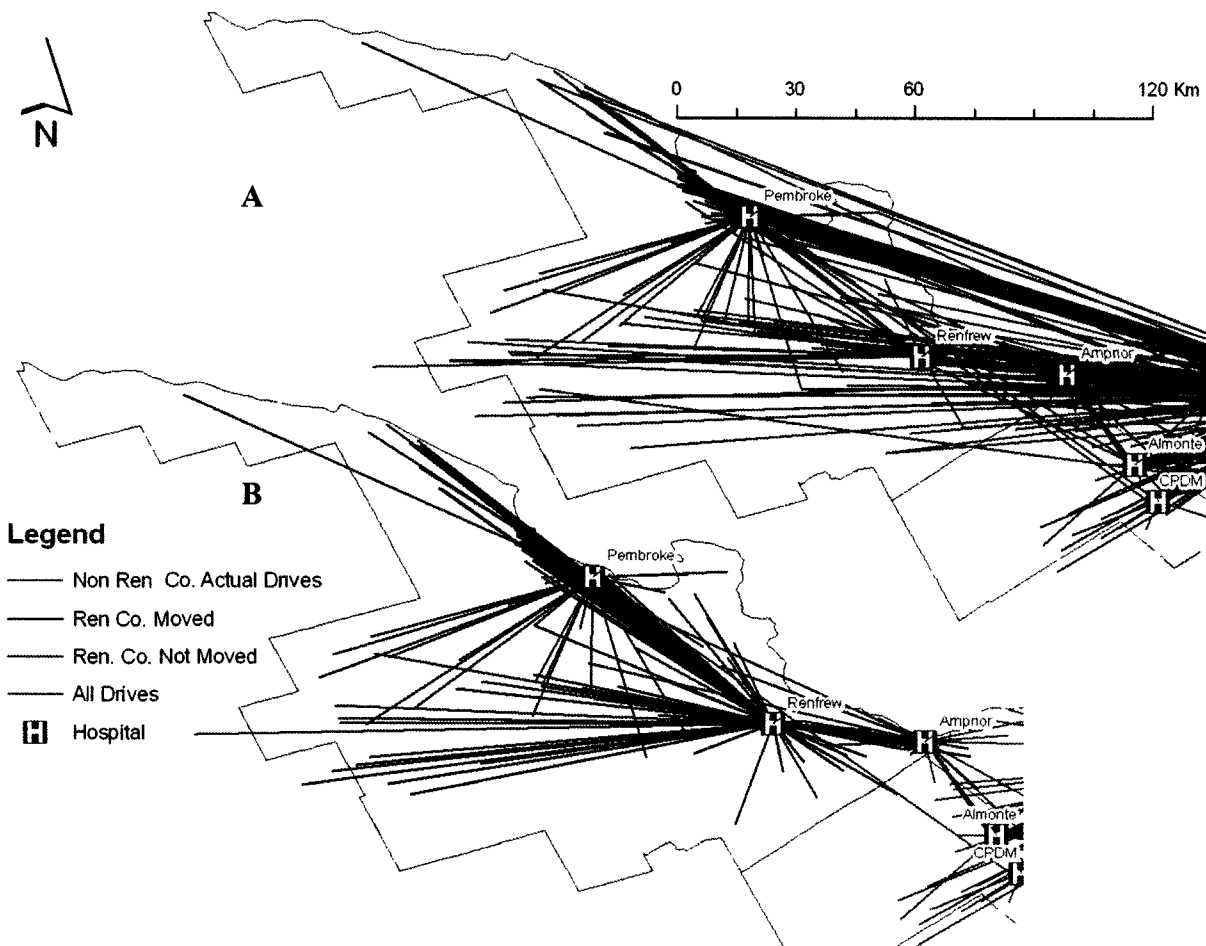 N
0 30 60 120 Km
A
Pembroke
Renfrew
Ampnor
Almonte
CPDM
B
Pembroke
Renfrew
Ampnor
Almonte
CPDM
Legend
Non Ren Co. Actual Drives
Ren Co. Moved
Ren. Co. Not Moved
All Drives
H Hospital
H
H
H
H
H
H
H
H
H
H